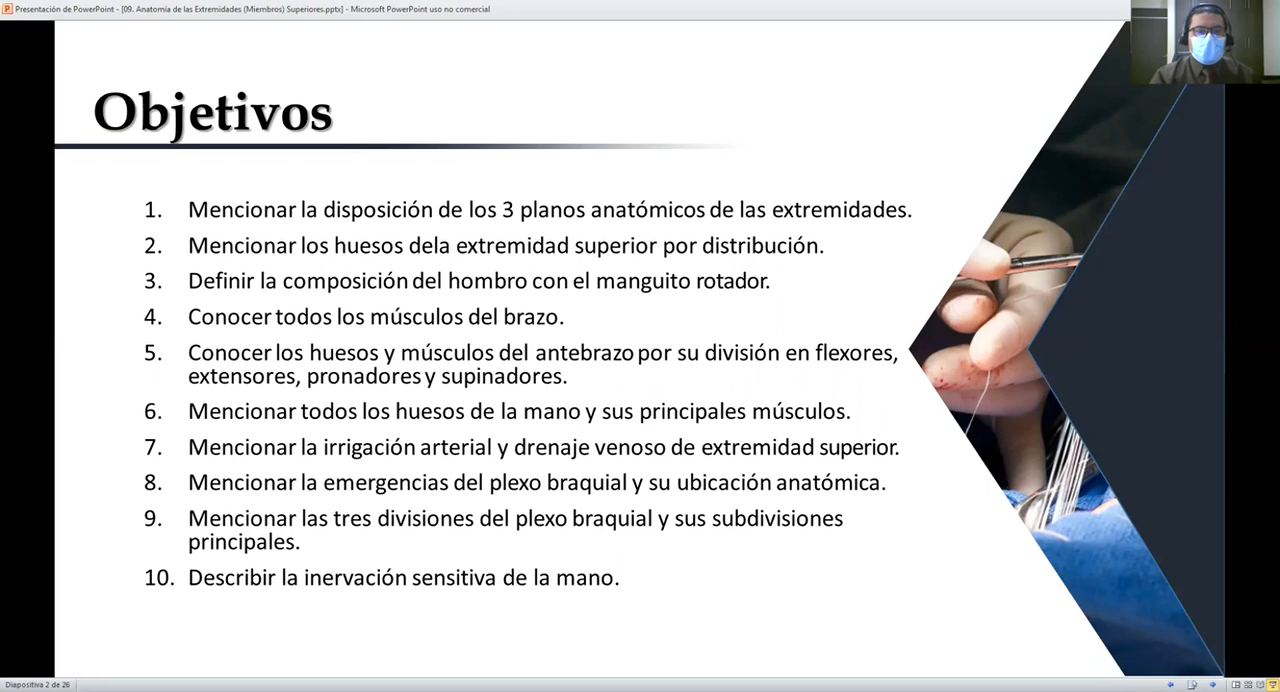 Presentación de PowerPoint - [09. Anatomía de las Extremidades (Miembros) Superiores.pptx] - Microsoft PowerPoint uso no comercial
Objetivos
1. Mencionar la disposición de los 3 planos anatómicos de las extremidades.
2. Mencionar los huesos dela extremidad superior por distribución.
3. Definir la composición del hombro con el manguito rotador.
4. Conocer todos los músculos del brazo.
5. Conocer los huesos y músculos del antebrazo por su división en flexores,
extensores, pronadores y supinadores.
6. Mencionar todos los huesos de la mano y sus principales músculos.
7. Mencionar la irrigación arterial y drenaje venoso de extremidad superior.
8. Mencionar la emergencias del plexo braquial y su ubicación anatómica.
9. Mencionar las tres divisiones del plexo braquial y sus subdivisiones
principales.
10. Describir la inervación sensitiva de la mano.
Diapositiva 2 de 26